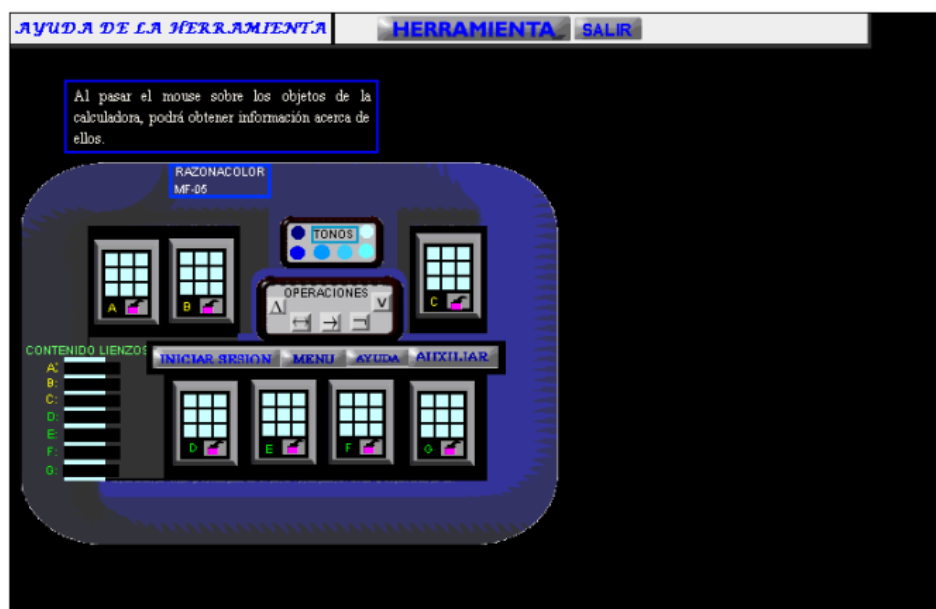 AYUDA DE LA HERRAMIENTA
HERRAMIENTA
SALIR
Al pasar el mouse sobre los objetos de la
calculadora, podrá obtener información acerca de
ellos.
RAZONACOLOR
MF-05
TONOS
OPERACIONES
A
B
C
CONTENIDO LIENZOS
INICIAR SESION
MENU
AYUDA
AUXILIAR
A:
B:
C:
D:
E:
F:
G:
D
E
F
G